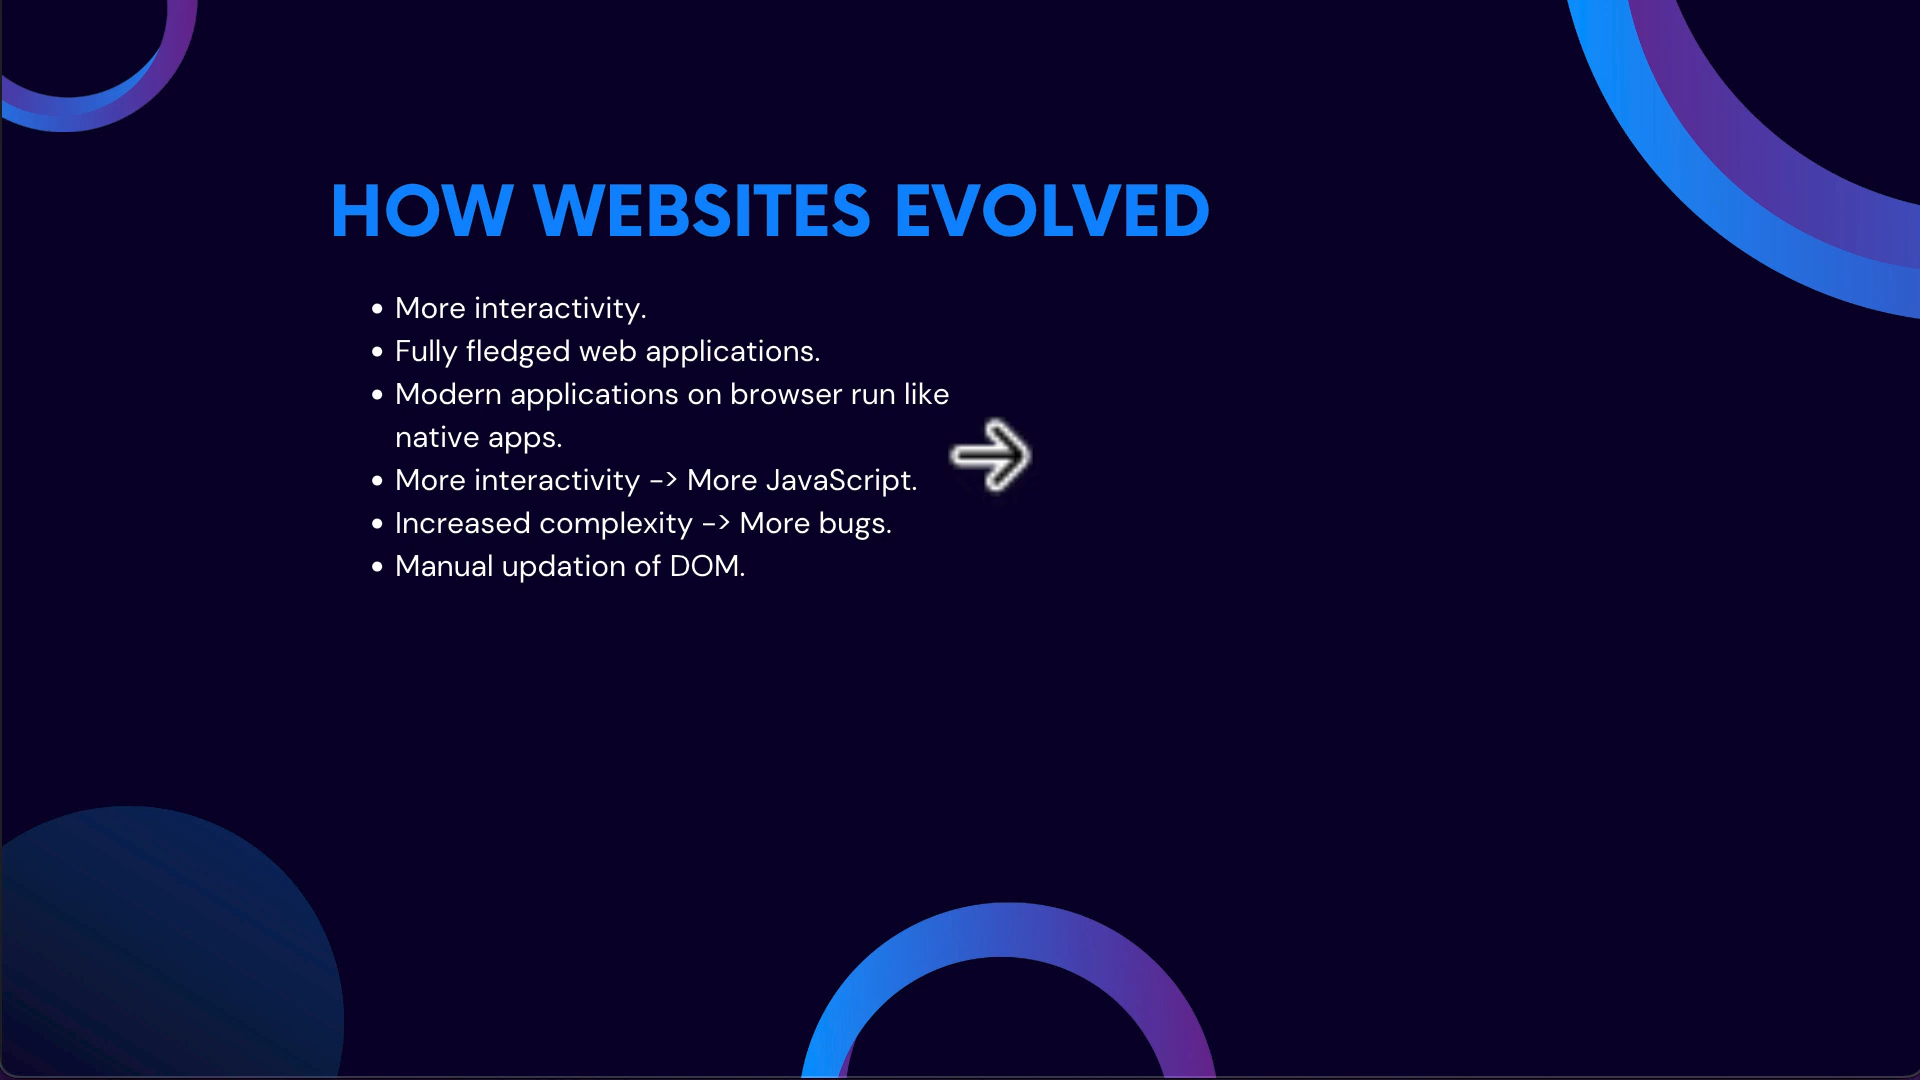 HOW WEBSITES EVOLVED
• More interactivity.
• Fully fledged web applications.
• Modern applications on browser run like
native apps.
• More interactivity -> More JavaScript.
• Increased complexity -> More bugs.
• Manual updation of DOM.